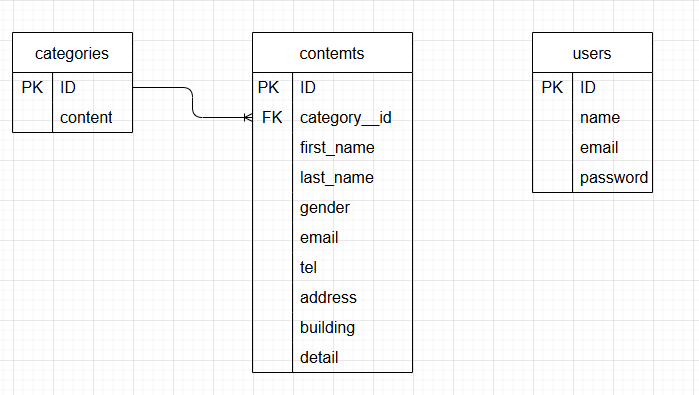 categories
PK ID
content
contemts
PK ID
FK category__id
first_name
last_name
gender
email
tel
address
building
detail
users
PK ID
name
email
password